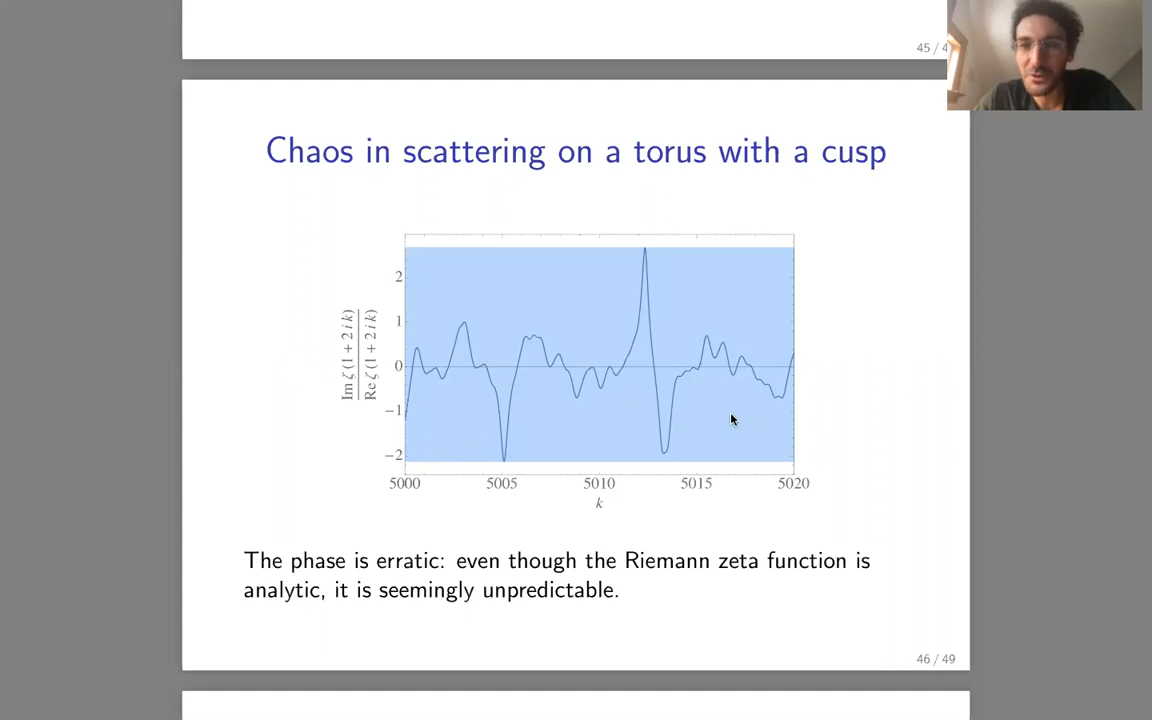 45 / 4
Chaos in scattering on a torus with a cusp
Im ζ (1 + 2 i k)
Re ζ (1 + 2 i k)
2
1
0
−1
−2
5000 5005 5010 5015 5020
k
The phase is erratic: even though the Riemann zeta function is
analytic, it is seemingly unpredictable.
46 / 49